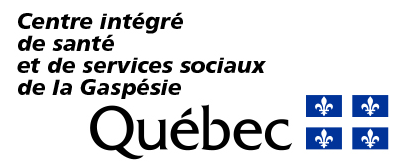 Centre intégré
de santé
et de services sociaux
de la Gaspésie
Québec